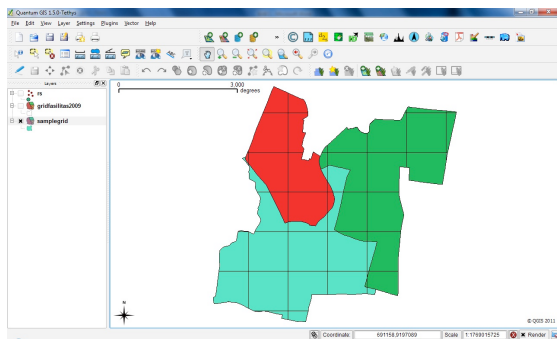 Quantum GIS 1.5.0-Tethys
File Edit View Layer Settings Plugins Vector Help
Layers
rs
gridfasilitas2009
samplegrid
0 3,000
degrees
N
© QGIS 2011
Coordinate: 691158,9197089 Scale 1:1769015725 Render